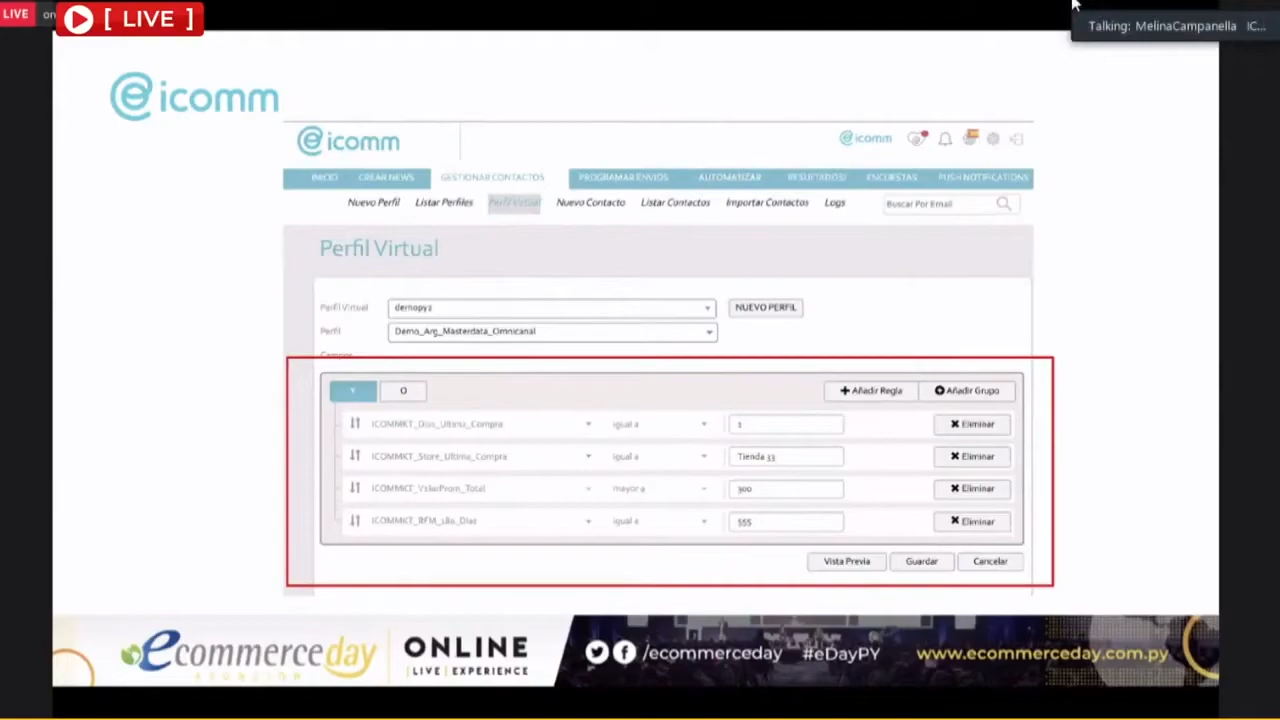 LIVE on
[ LIVE ]
Talking: MelinaCampanella IC...
icomm
icomm
icomm
INICIO CREAR NEWS GESTIONAR CONTACTOS PROGRAMAR ENVIOS AUTOMATIZAR RESULTADOS ENCUESTAS PUSH NOTIFICATIONS
Nuevo Perfil Listar Perfiles Perfil Virtual Nuevo Contacto Listar Contactos Importar Contactos Logs Buscar Por Email
Perfil Virtual
Perfil Virtual demopy2 NUEVO PERFIL
Perfil Demo_Arg_Masterdata_Omnicanal
Campos
Y O Añadir Regla Añadir Grupo
ICOMMKT_Dias_Ultima_Compra igual a 1 Eliminar
ICOMMKT_Store_Ultima_Compra igual a Tienda 33 Eliminar
ICOMMKT_ValorProm_Total mayor a 300 Eliminar
ICOMMKT_RFM_180_Dias igual a 555 Eliminar
Vista Previa Guardar Cancelar
ecommerceday
ASUNCIÓN
ONLINE
|LIVE|EXPERIENCE
/ecommerceday #eDayPY www.ecommerceday.com.py